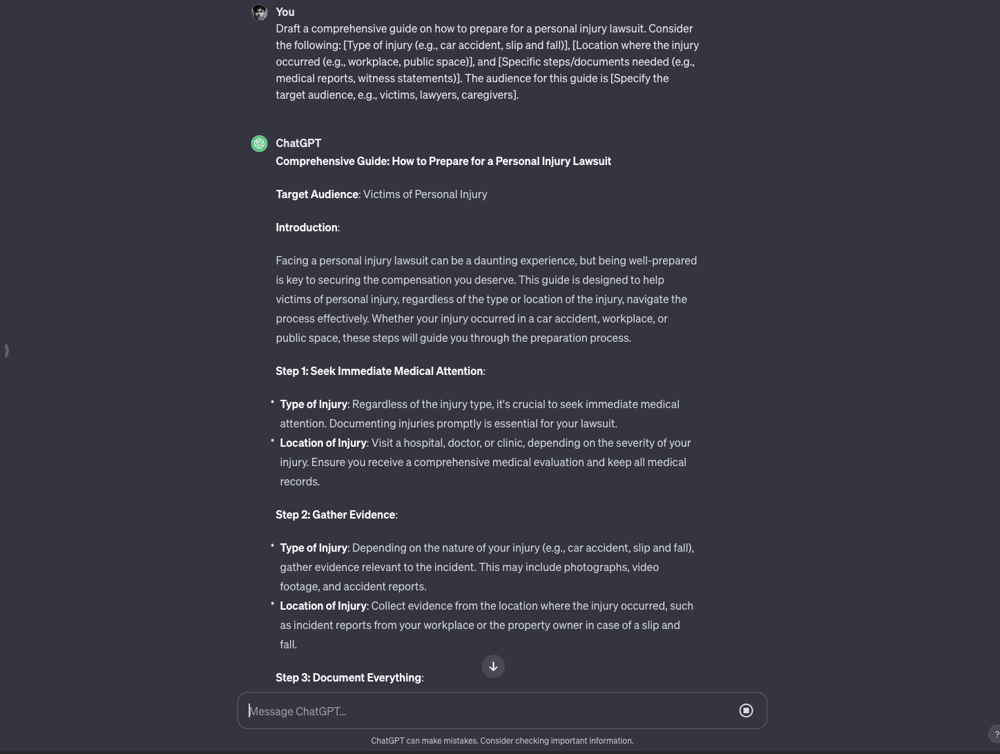 You
Draft a comprehensive guide on how to prepare for a personal injury lawsuit. Consider
the following: [Type of injury (e.g., car accident, slip and fall)], [Location where the injury
occurred (e.g., workplace, public space)], and [Specific steps/documents needed (e.g.,
medical reports, witness statements)]. The audience for this guide is [Specify the
target audience, e.g., victims, lawyers, caregivers].
ChatGPT
Comprehensive Guide: How to Prepare for a Personal Injury Lawsuit
Target Audience: Victims of Personal Injury
Introduction:
Facing a personal injury lawsuit can be a daunting experience, but being well-prepared
is key to securing the compensation you deserve. This guide is designed to help
victims of personal injury, regardless of the type or location of the injury, navigate the
process effectively. Whether your injury occurred in a car accident, workplace, or
public space, these steps will guide you through the preparation process.
Step 1: Seek Immediate Medical Attention:
• Type of Injury: Regardless of the injury type, it's crucial to seek immediate medical
attention. Documenting injuries promptly is essential for your lawsuit.
• Location of Injury: Visit a hospital, doctor, or clinic, depending on the severity of your
injury. Ensure you receive a comprehensive medical evaluation and keep all medical
records.
Step 2: Gather Evidence:
• Type of Injury: Depending on the nature of your injury (e.g., car accident, slip and fall),
gather evidence relevant to the incident. This may include photographs, video
footage, and accident reports.
• Location of Injury: Collect evidence from the location where the injury occurred, such
as incident reports from your workplace or the property owner in case of a slip and
fall.
Step 3: Document Everything:
Message ChatGPT...
ChatGPT can make mistakes. Consider checking important information.
?